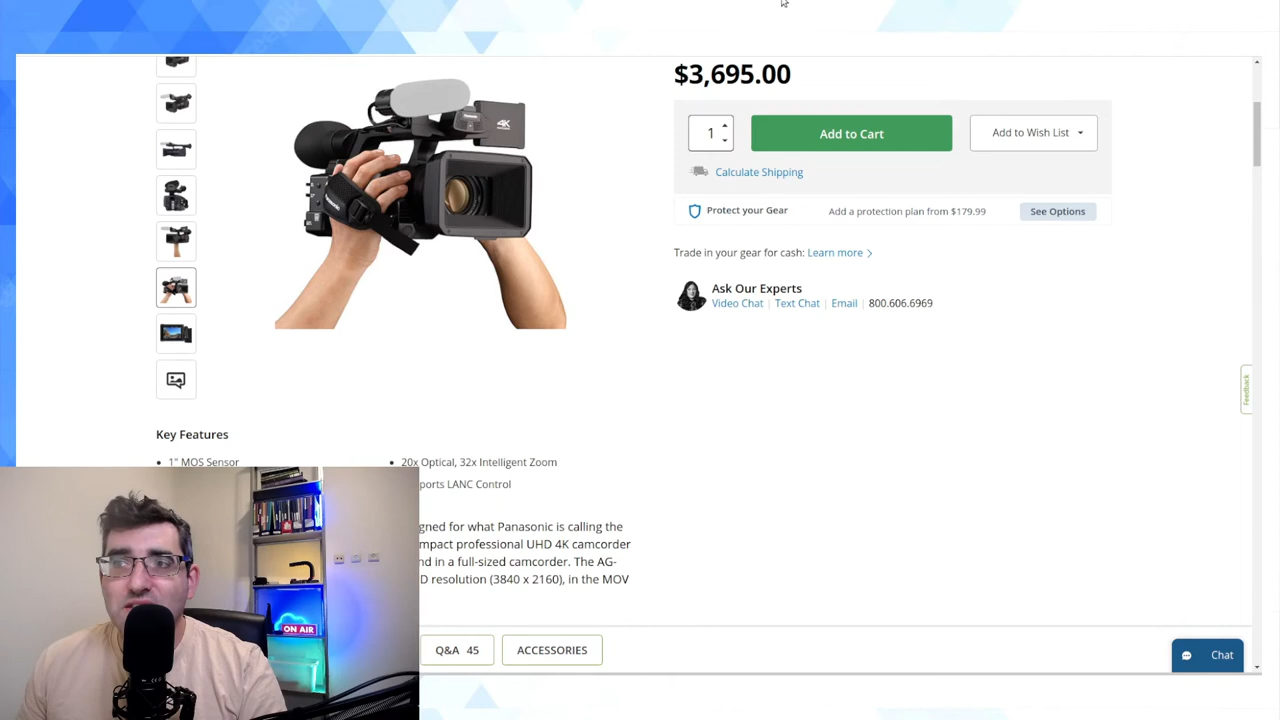 $3,695.00
1
Add to Cart
Add to Wish List
Calculate Shipping
Protect your Gear
Add a protection plan from $179.99
See Options
Trade in your gear for cash: Learn more
Ask Our Experts
Video Chat | Text Chat | Email | 800.606.6969
4K
Feedback
Key Features
• 1" MOS Sensor
• 20x Optical, 32x Intelligent Zoom
ports LANC Control
gned for what Panasonic is calling the
mpact professional UHD 4K camcorder
nd in a full-sized camcorder. The AG-
D resolution (3840 x 2160), in the MOV
ON AIR
Q&A 45
ACCESSORIES
Chat